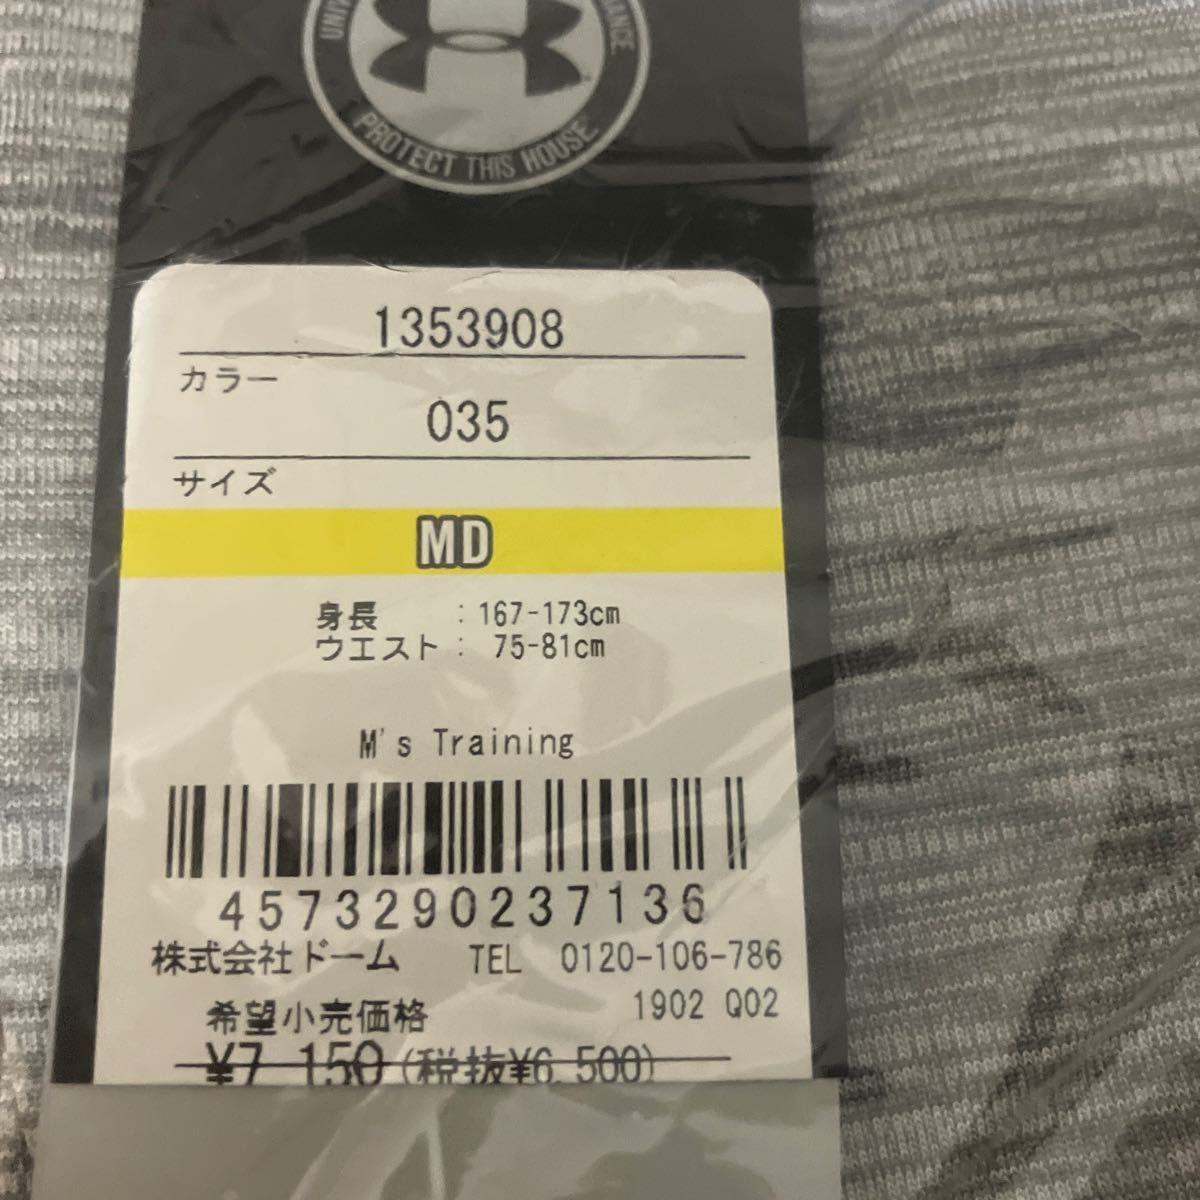 PROTECT THIS HOUSE
1353908
カラー
035
サイズ
MD
身長 : 167-173cm
ウエスト : 75-81cm
M's Training
4573290237136
株式会社ドーム TEL 0120-106-786
希望小売価格 1902 Q02
¥7,150(税抜¥6,500)